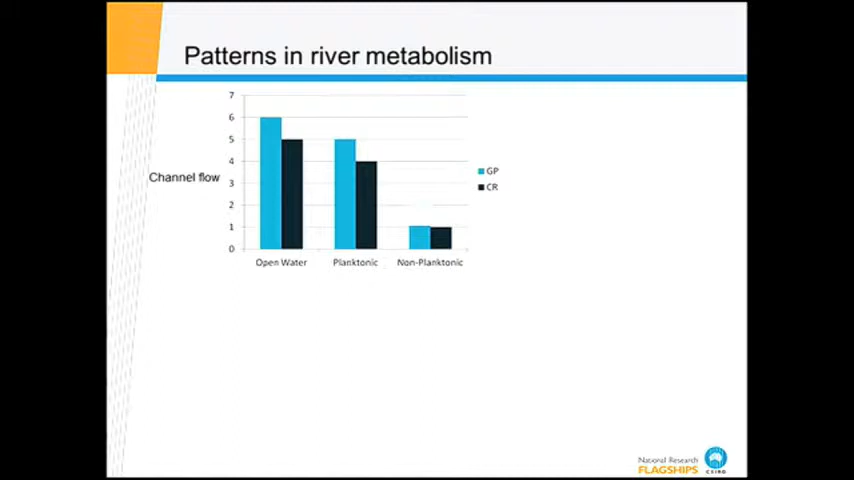 Patterns in river metabolism
Channel flow
7
6
5
4
3
2
1
0
Open Water
Planktonic
Non-Planktonic
GP
CR
National Research
FLAGSHIPS
CSIRO